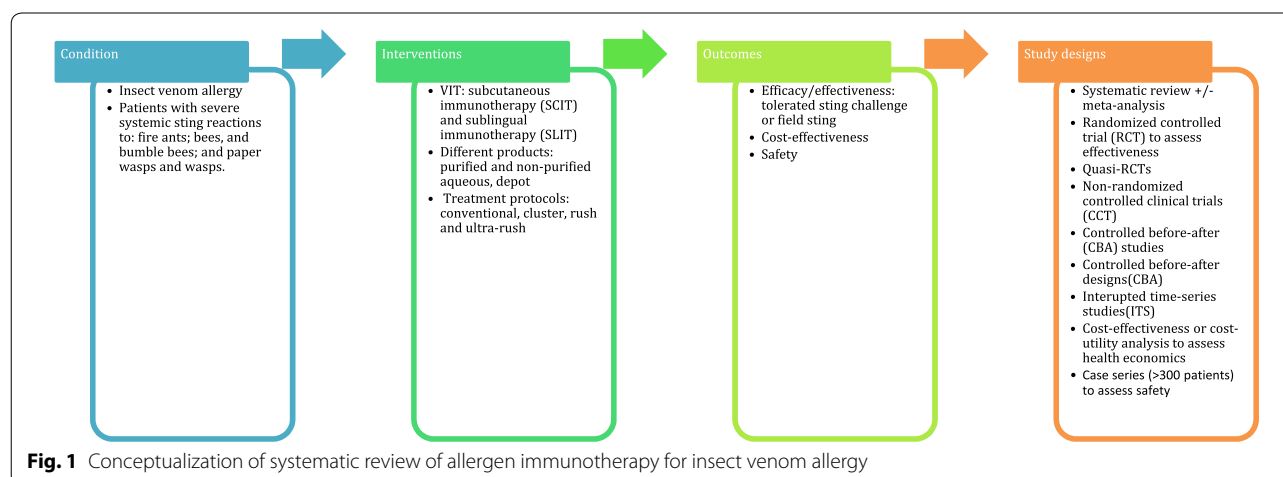 Condition
• Insect venom allergy
• Patients with severe
systemic sting reactions
to: fire ants; bees, and
bumble bees; and paper
wasps and wasps.
Interventions
• VIT: subcutaneous
immunotherapy (SCIT)
and sublingual
immunotherapy (SLIT)
• Different products:
purified and non-purified
aqueous, depot
• Treatment protocols:
conventional, cluster, rush
and ultra-rush
Outcomes
• Efficacy/effectiveness:
tolerated sting challenge
or field sting
• Cost-effectiveness
• Safety
Study designs
• Systematic review +/-
meta-analysis
• Randomized controlled
trial (RCT) to assess
effectiveness
• Quasi-RCTs
• Non-randomized
controlled clinical trials
(CCT)
• Controlled before-after
(CBA) studies
• Controlled before-after
designs(CBA)
• Interupted time-series
studies(ITS)
• Cost-effectiveness or cost-
utility analysis to assess
health economics
• Case series (>300 patients)
to assess safety
Fig. 1 Conceptualization of systematic review of allergen immunotherapy for insect venom allergy